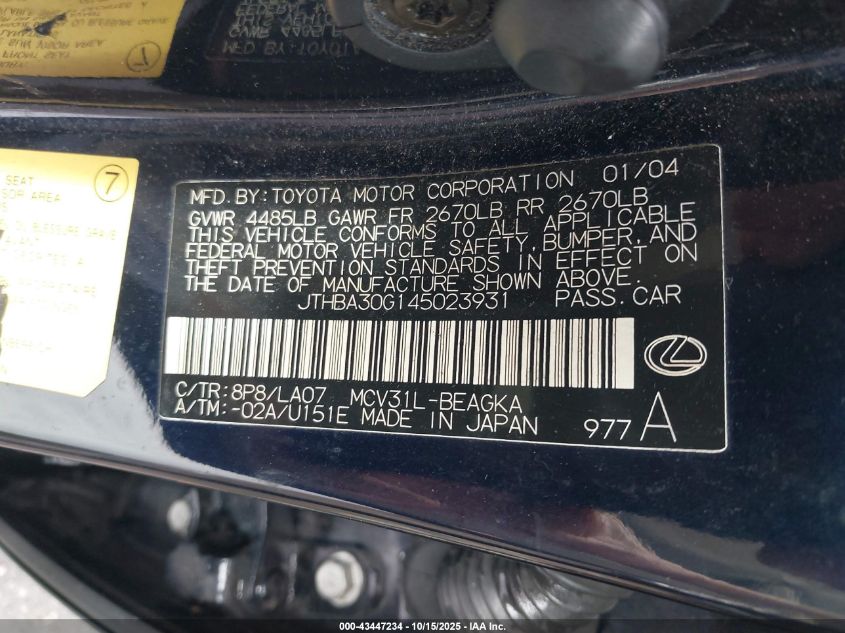 7
SEAT
SOR AREA
MFD. BY: TOYOTA MOTOR CORPORATION 01/04
GVWR 4485LB GAWR FR 2670LB RR 2670LB
THIS VEHICLE CONFORMS TO ALL APPLICABLE
FEDERAL MOTOR VEHICLE SAFETY, BUMPER, AND
THEFT PREVENTION STANDARDS IN EFFECT ON
THE DATE OF MANUFACTURE SHOWN ABOVE.
JTHBA30G145023931 PASS. CAR
C/TR: 8P8/LA07 MCV31L-BEAGKA
A/TM: -02A/U151E MADE IN JAPAN 977 A
000-43447234 - 10/15/2025 - © IAA Inc.